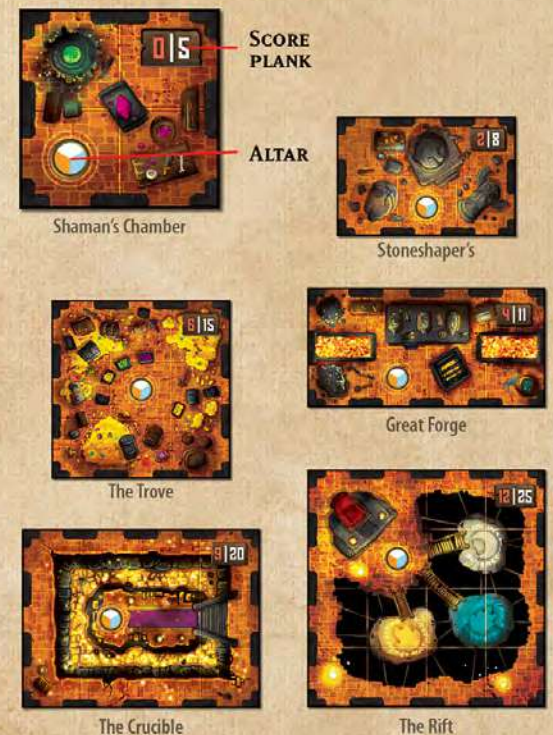 0|5
SCORE
PLANK
ALTAR
Shaman's Chamber
2|8
Stoneshaper's
6|15
The Trove
4|11
Great Forge
9|20
The Crucible
12|25
The Rift